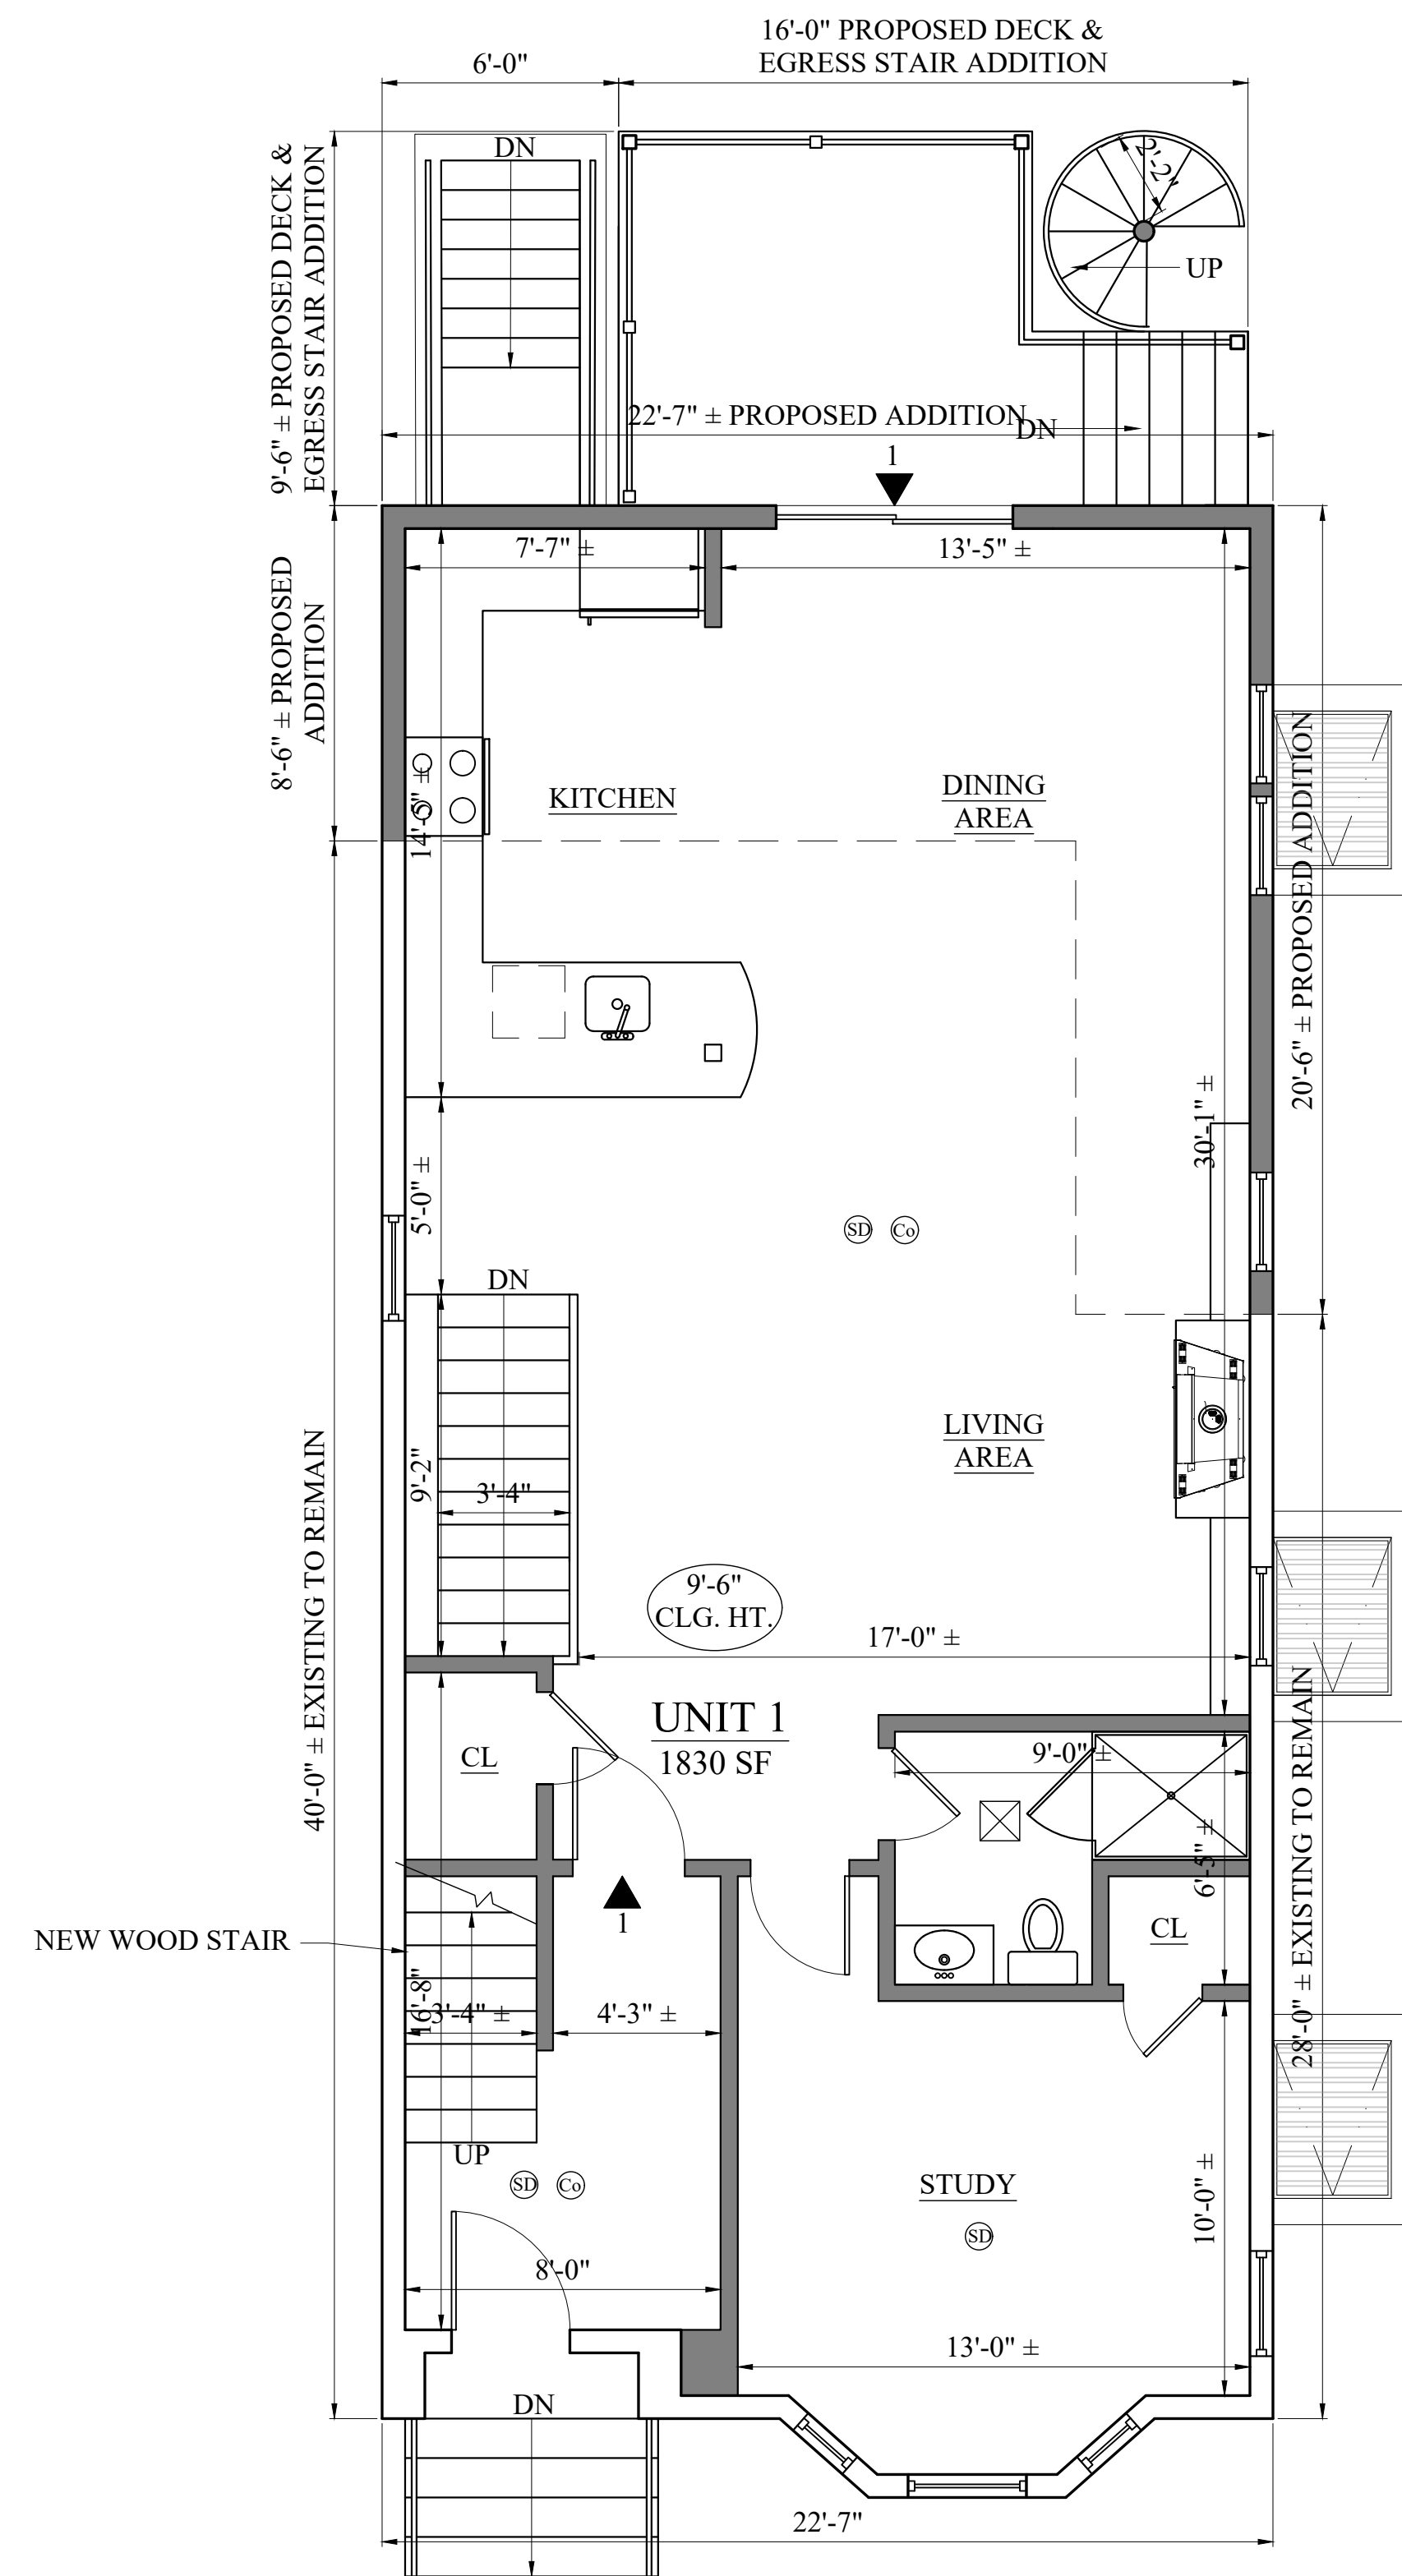 16'-0" PROPOSED DECK &
EGRESS STAIR ADDITION
6'-0"
DN
2'-2"
UP
9'-6" ± PROPOSED DECK &
EGRESS STAIR ADDITION
22'-7" ± PROPOSED ADDITION
DN
1
7'-7" ±
13'-5" ±
8'-6" ± PROPOSED
ADDITION
14'-5" ±
KITCHEN
DINING
AREA
20'-6" ± PROPOSED ADDITION
30'-1" ±
5'-0" ±
SD
Co
DN
9'-2"
3'-4"
LIVING
AREA
40'-0" ± EXISTING TO REMAIN
9'-6"
CLG. HT.
17'-0" ±
UNIT 1
1830 SF
CL
9'-0" ±
6'-5" ±
28'-0" ± EXISTING TO REMAIN
1
CL
NEW WOOD STAIR
16'-8"
3'-4" ±
4'-3" ±
UP
SD
Co
STUDY
SD
10'-0" ±
8'-0"
13'-0" ±
DN
22'-7"